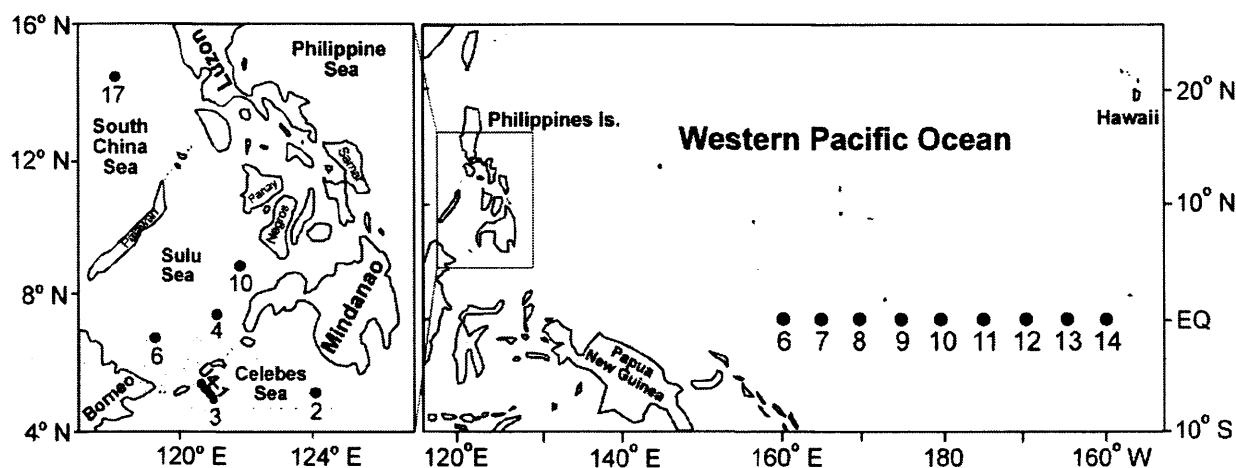 16° N
12° N
8° N
4° N
120° E
124° E
Luzon
Philippine
Sea
17
South
China
Sea
Samar
Panay
Negros
Palawan
Sulu
Sea
10
4
6
Mindanao
Borneo
Celebes
Sea
1
3
2
Philippines Is.
Western Pacific Ocean
Hawaii
20° N
10° N
EQ
10° S
Papua
New Guinea
6 7 8 9 10 11 12 13 14
120° E
140° E
160° E
180
160° W